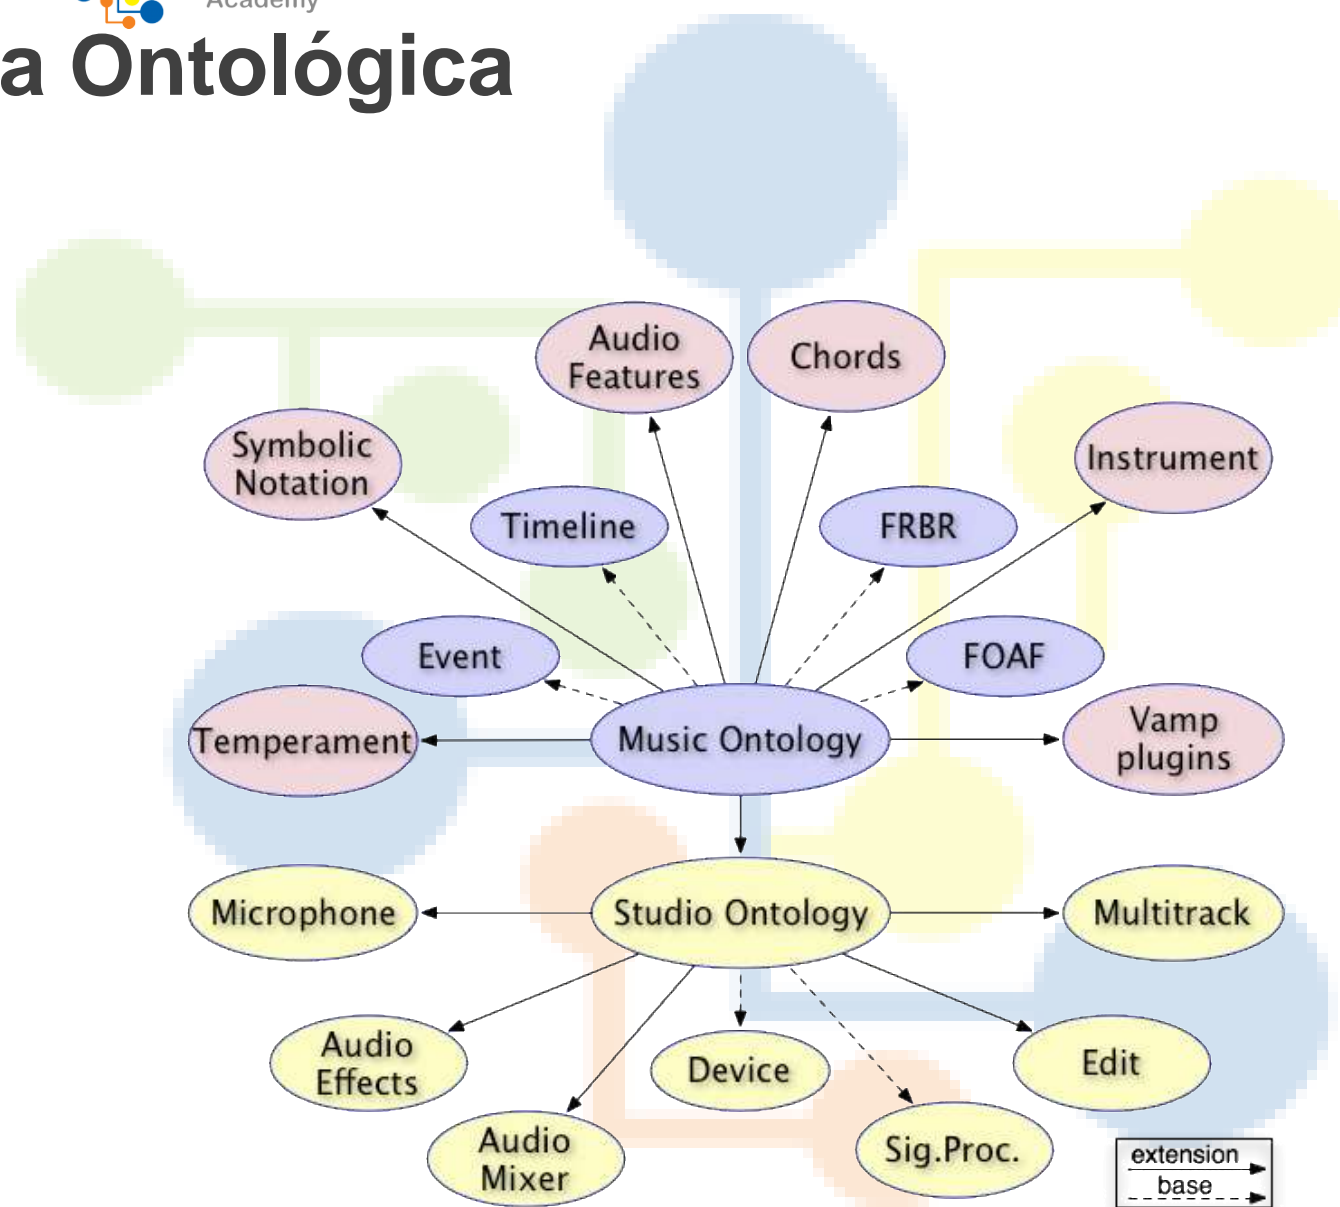 Academy
a Ontológica
Audio
Features
Chords
Symbolic
Notation
Instrument
Timeline
FRBR
Event
FOAF
Temperament
Music Ontology
Vamp
plugins
Microphone
Studio Ontology
Multitrack
Audio
Effects
Device
Edit
Audio
Mixer
Sig.Proc.
extension
base